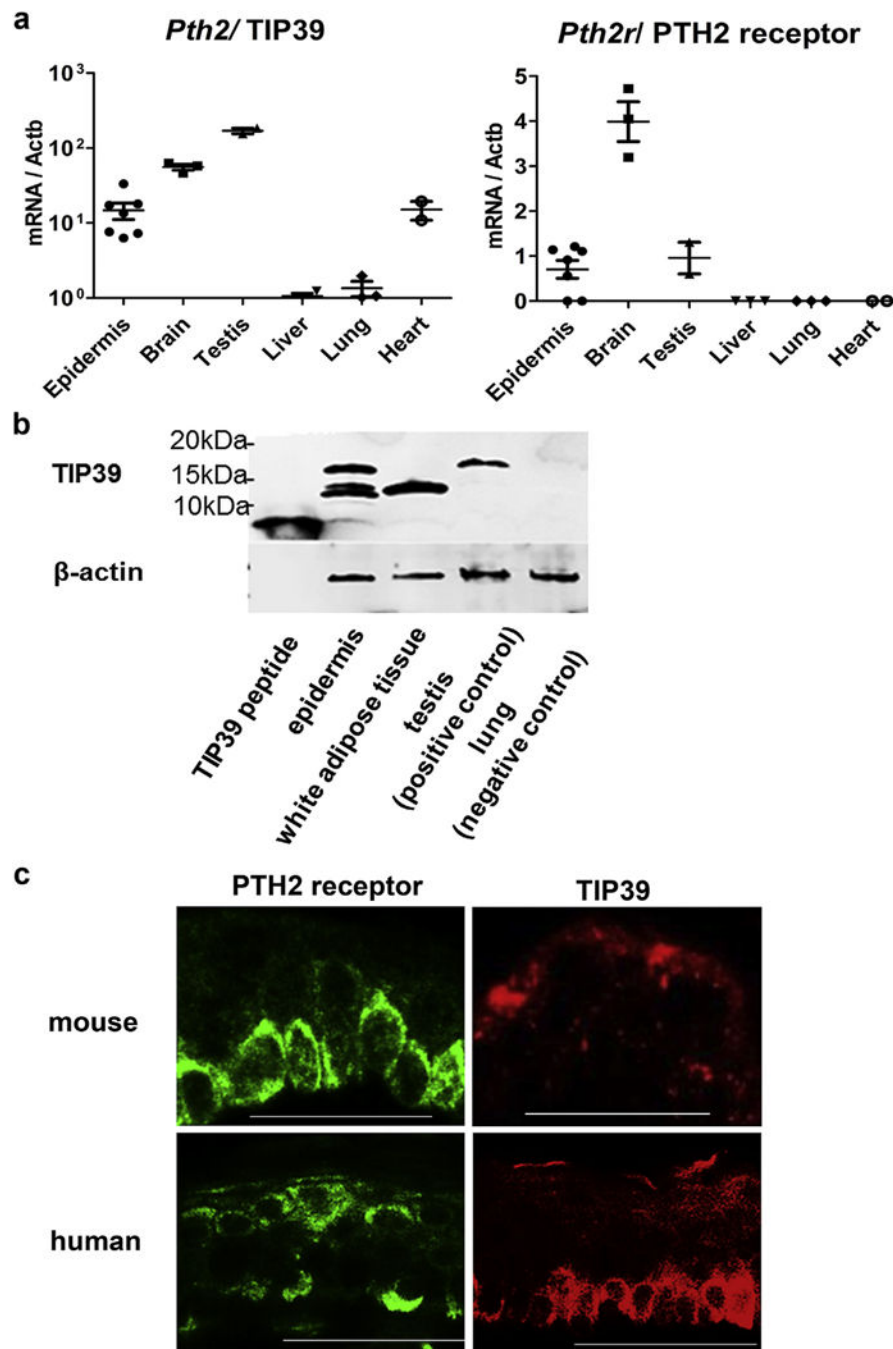 a
Pth2/ TIP39
Pth2r/ PTH2 receptor
mRNA / Actb
10³
10²
10¹
10⁰
Epidermis
Brain
Testis
Liver
Lung
Heart
mRNA / Actb
5
4
3
2
1
0
Epidermis
Brain
Testis
Liver
Lung
Heart
b
TIP39
20kDa
15kDa
10kDa
β-actin
TIP39 peptide
epidermis
white adipose tissue
testis
(positive control)
lung
(negative control)
c
PTH2 receptor
TIP39
mouse
human